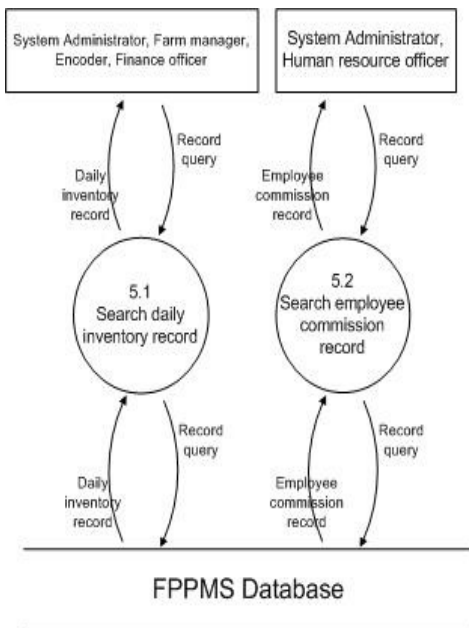 System Administrator, Farm manager,
Encoder, Finance officer
System Administrator,
Human resource officer
Daily
inventory
record
Record
query
Employee
commission
record
Record
query
5.1
Search daily
inventory record
5.2
Search employee
commission
record
Daily
inventory
record
Record
query
Employee
commission
record
Record
query
FPPMS Database